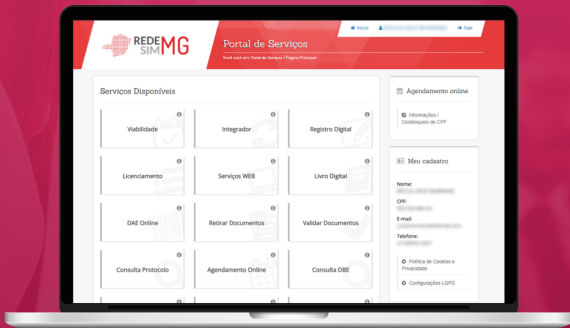 Início
Sair
REDE
SIM MG
Portal de Serviços
Você está em: Portal de Serviços / Página Principal
Serviços Disponíveis
Viabilidade
Integrador
Registro Digital
Licenciamento
Serviços WEB
Livro Digital
DAE Online
Retirar Documentos
Validar Documentos
Consulta Protocolo
Agendamento Online
Consulta DBE
Agendamento online
Informações /
Desbloqueio de CPF
Meu cadastro
Nome:
CPF:
E-mail:
Telefone:
Política de Cookies e
Privacidade
Configurações LGPD